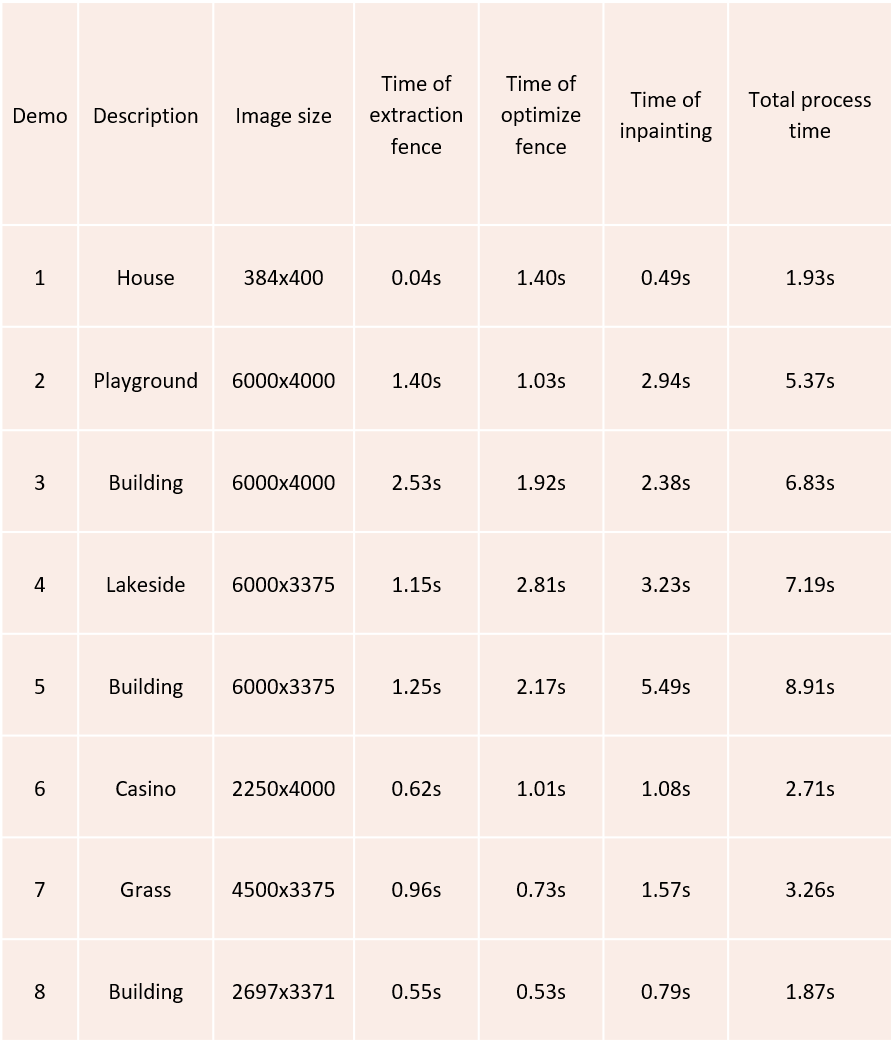 Demo Description Image size Time of extraction fence Time of optimize fence Time of inpainting Total process time
1 House 384x400 0.04s 1.40s 0.49s 1.93s
2 Playground 6000x4000 1.40s 1.03s 2.94s 5.37s
3 Building 6000x4000 2.53s 1.92s 2.38s 6.83s
4 Lakeside 6000x3375 1.15s 2.81s 3.23s 7.19s
5 Building 6000x3375 1.25s 2.17s 5.49s 8.91s
6 Casino 2250x4000 0.62s 1.01s 1.08s 2.71s
7 Grass 4500x3375 0.96s 0.73s 1.57s 3.26s
8 Building 2697x3371 0.55s 0.53s 0.79s 1.87s